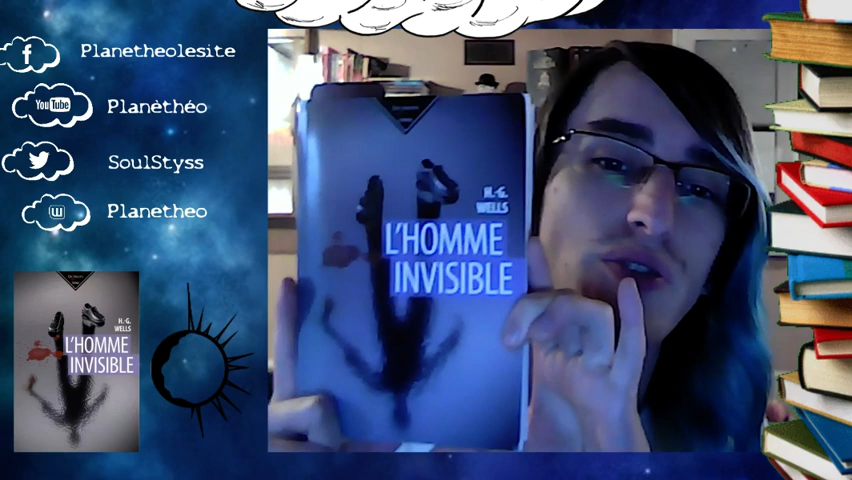 f
Planetheolesite
YouTube
Planèthéo
SoulStyss
W
Planetheo
H.-G.
WELLS
L'HOMME
INVISIBLE
H.-G.
WELLS
L'HOMME
INVISIBLE